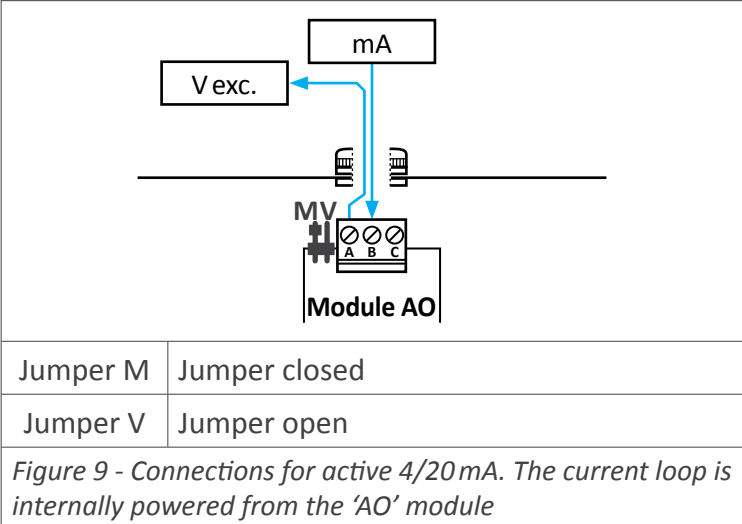 mA
V exc.
MV
A B C
Module AO
Jumper M Jumper closed
Jumper V Jumper open
Figure 9 - Connections for active 4/20 mA. The current loop is
internally powered from the ‘AO’ module